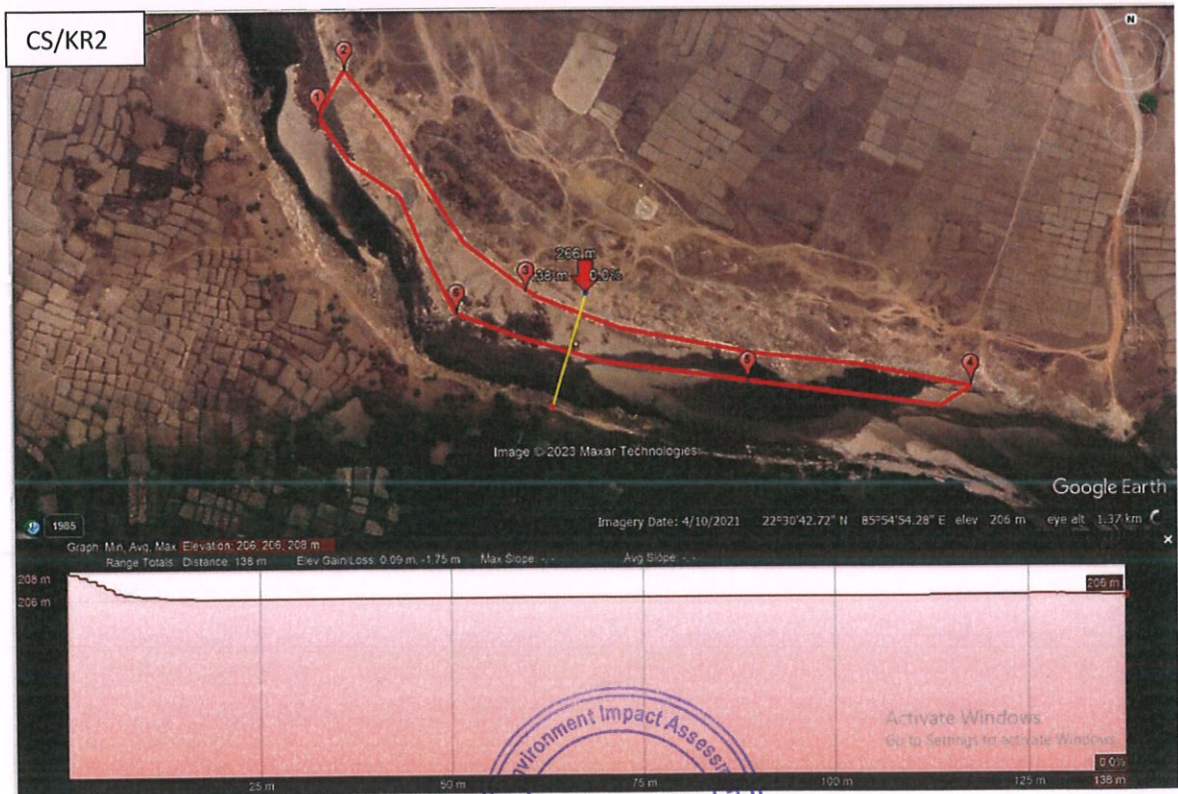 CS/KR2
N
2
1
3
266 m
138 m 0.0%
6
5
4
Image © 2023 Maxar Technologies
Google Earth
1985
Imagery Date: 4/10/2021 22°30'42.72" N 85°54'54.28" E elev 206 m eye alt 1.37 km
Graph: Min, Avg, Max Elevation: 206, 206, 208 m
Range Totals: Distance: 138 m Elev Gain/Loss: 0.09 m, -1.75 m Max Slope: -, - Avg Slope: -, -
208 m
206 m
206 m
Environment Impact Assessm
Activate Windows
Go to Settings to activate Windows.
0.0%
25 m 50 m 75 m 100 m 125 m 138 m